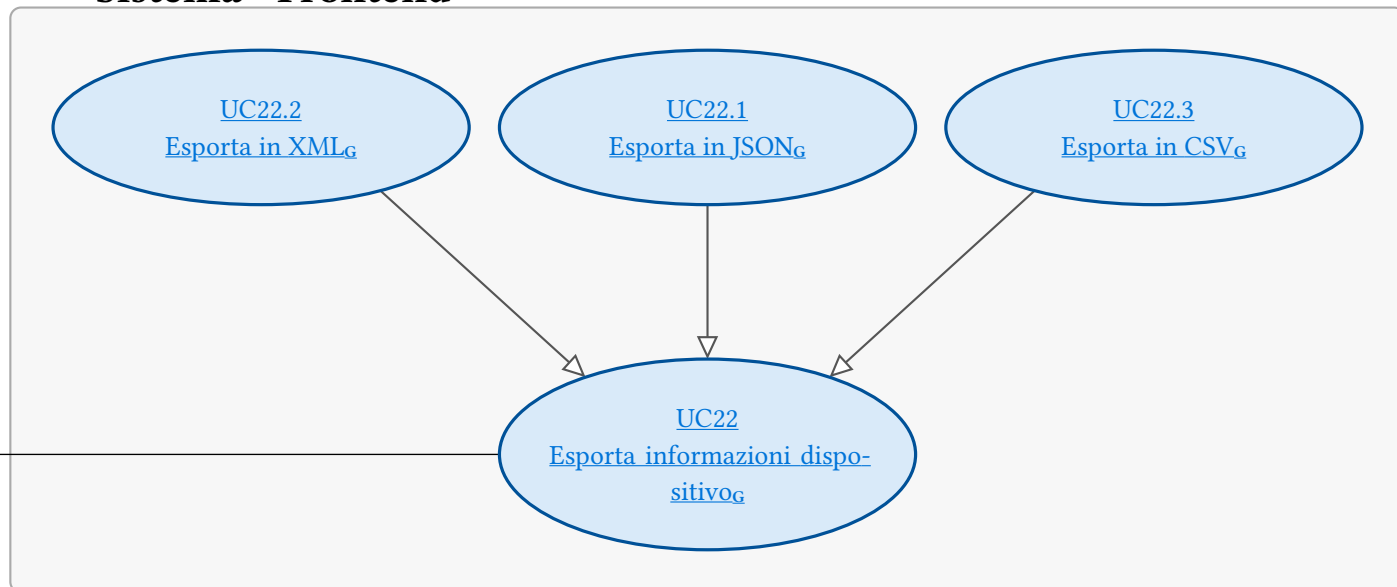 UC22.2
Esporta in XMLG
UC22.1
Esporta in JSONG
UC22.3
Esporta in CSVG
UC22
Esporta informazioni dispo-
sitivoG